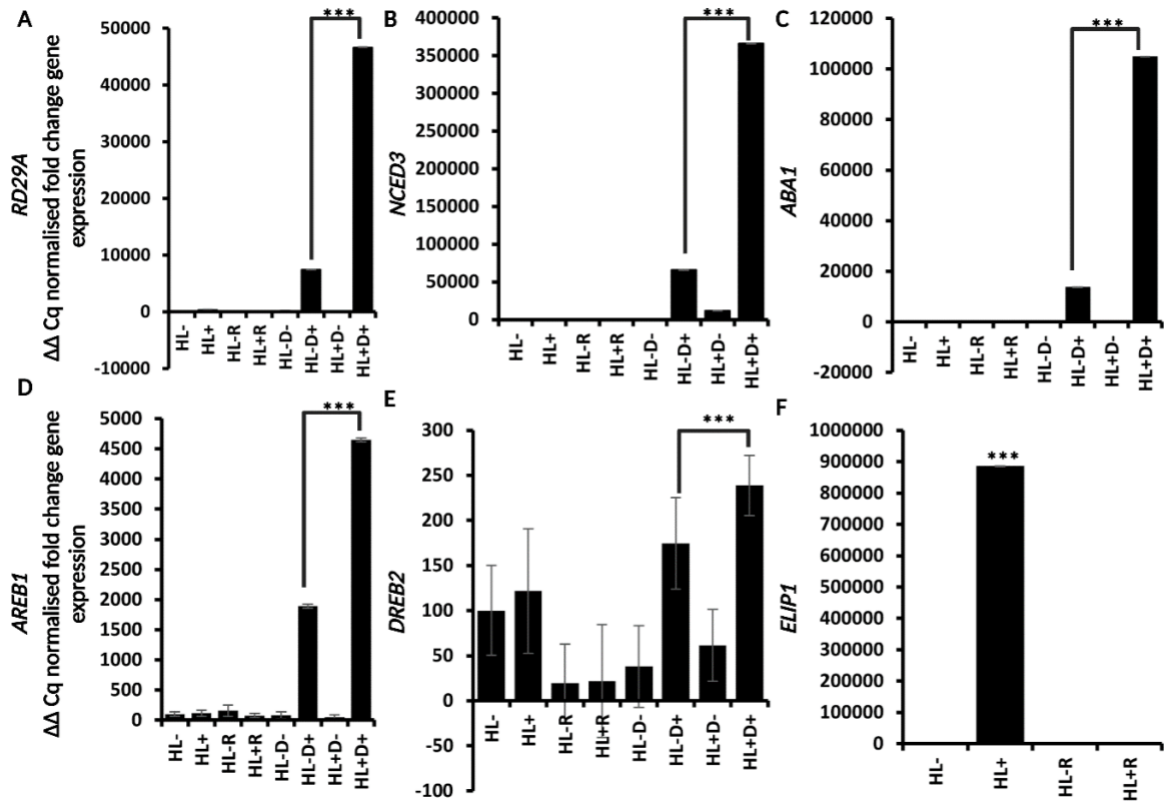 A
RD29A
ΔΔ Cq normalised fold change gene
expression
50000
40000
30000
20000
10000
0
-10000
***
HL-
HL+
HL-R
HL+R
HL-D-
HL-D+
HL+D-
HL+D+
B
NCED3
400000
350000
300000
250000
200000
150000
100000
50000
0
***
HL-
HL+
HL-R
HL+R
HL-D-
HL-D+
HL+D-
HL+D+
C
ABA1
120000
100000
80000
60000
40000
20000
0
-20000
***
HL-
HL+
HL-R
HL+R
HL-D-
HL-D+
HL+D-
HL+D+
D
AREB1
ΔΔ Cq normalised fold change gene
expression
5000
4500
4000
3500
3000
2500
2000
1500
1000
500
0
***
HL-
HL+
HL-R
HL+R
HL-D-
HL-D+
HL+D-
HL+D+
E
DREB2
300
250
200
150
100
50
0
-50
-100
***
HL-
HL+
HL-R
HL+R
HL-D-
HL-D+
HL+D-
HL+D+
F
ELIP1
1000000
900000
800000
700000
600000
500000
400000
300000
200000
100000
0
***
HL-
HL+
HL-R
HL+R